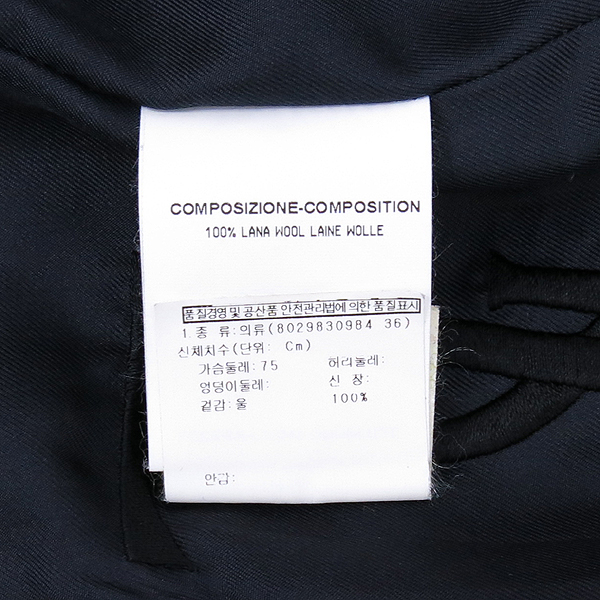 COMPOSIZIONE-COMPOSITION
100% LANA WOOL LAINE WOLLE
품질경영 및 공산품 안전관리법에 의한 품질표시
1. 종 류:의류(8029830984 36)
신체치수(단위: Cm)
가슴둘레:75 허리둘레:
엉덩이둘레: 신 장:
겉감:울 100%
안감: